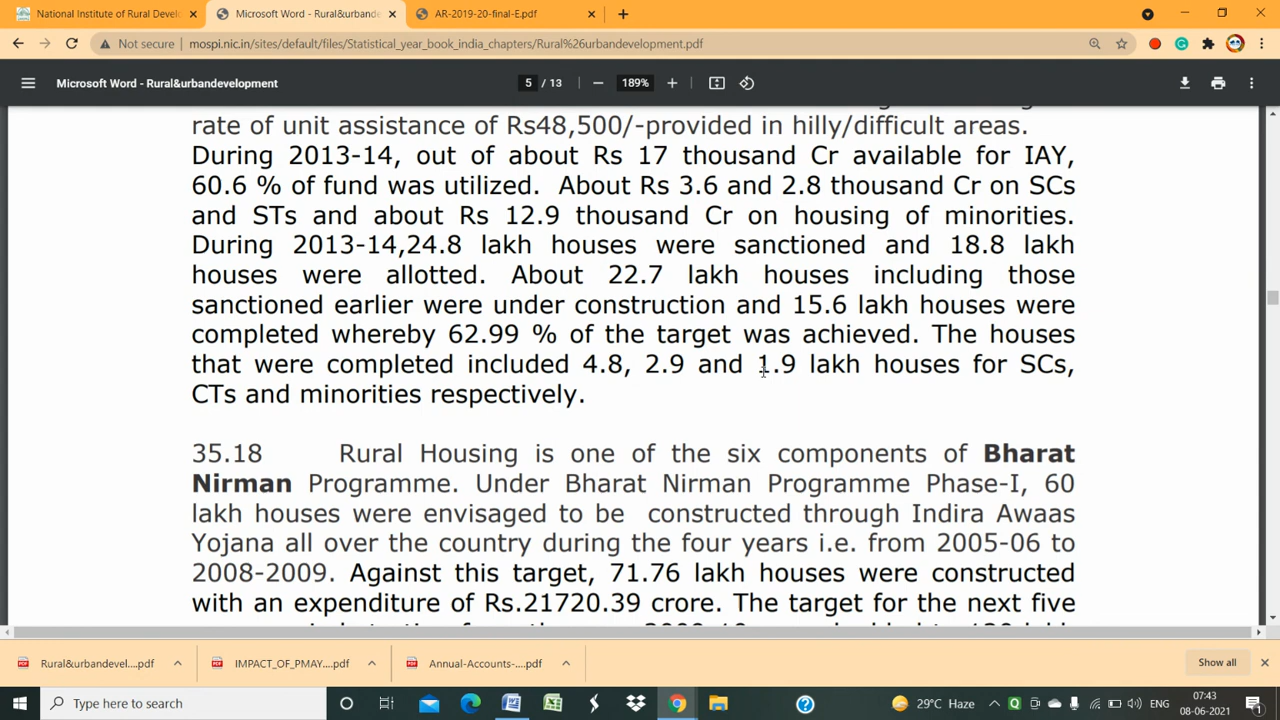 National Institute of Rural Develo
Microsoft Word - Rural&urbande
AR-2019-20-final-E.pdf
Not secure
mospi.nic.in/sites/default/files/Statistical_year_book_india_chapters/Rural%26urbandevelopment.pdf
Microsoft Word - Rural&urbandevelopment
5 / 13
189%
rate of unit assistance of Rs48,500/-provided in hilly/difficult areas.
During 2013-14, out of about Rs 17 thousand Cr available for IAY,
60.6 % of fund was utilized. About Rs 3.6 and 2.8 thousand Cr on SCs
and STs and about Rs 12.9 thousand Cr on housing of minorities.
During 2013-14,24.8 lakh houses were sanctioned and 18.8 lakh
houses were allotted. About 22.7 lakh houses including those
sanctioned earlier were under construction and 15.6 lakh houses were
completed whereby 62.99 % of the target was achieved. The houses
that were completed included 4.8, 2.9 and 1.9 lakh houses for SCs,
CTs and minorities respectively.
35.18 Rural Housing is one of the six components of Bharat
Nirman Programme. Under Bharat Nirman Programme Phase-I, 60
lakh houses were envisaged to be constructed through Indira Awaas
Yojana all over the country during the four years i.e. from 2005-06 to
2008-2009. Against this target, 71.76 lakh houses were constructed
with an expenditure of Rs.21720.39 crore. The target for the next five
Rural&urbandevel....pdf
IMPACT_OF_PMAY....pdf
Annual-Accounts-....pdf
Show all
Type here to search
29°C Haze
ENG
07:43
08-06-2021